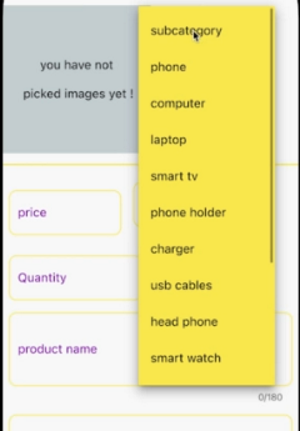 you have not
picked images yet !
subcategory
phone
computer
laptop
smart tv
phone holder
charger
usb cables
head phone
smart watch
price
Quantity
product name
0/180